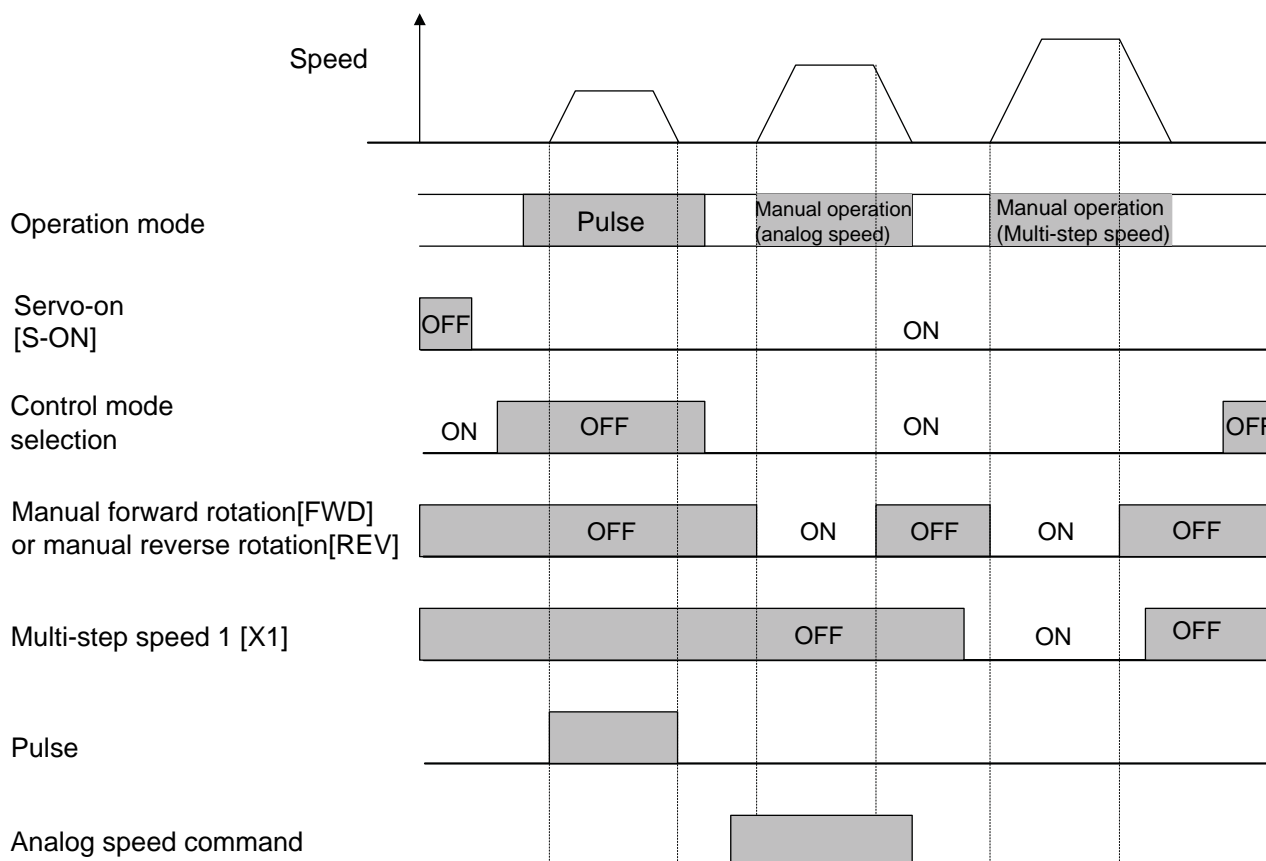 Speed
Operation mode
Pulse
Manual operation
(analog speed)
Manual operation
(Multi-step speed)
Servo-on
[S-ON]
OFF
ON
Control mode
selection
ON
OFF
ON
OFF
Manual forward rotation[FWD]
or manual reverse rotation[REV]
OFF
ON
OFF
ON
OFF
Multi-step speed 1 [X1]
OFF
ON
OFF
Pulse
Analog speed command